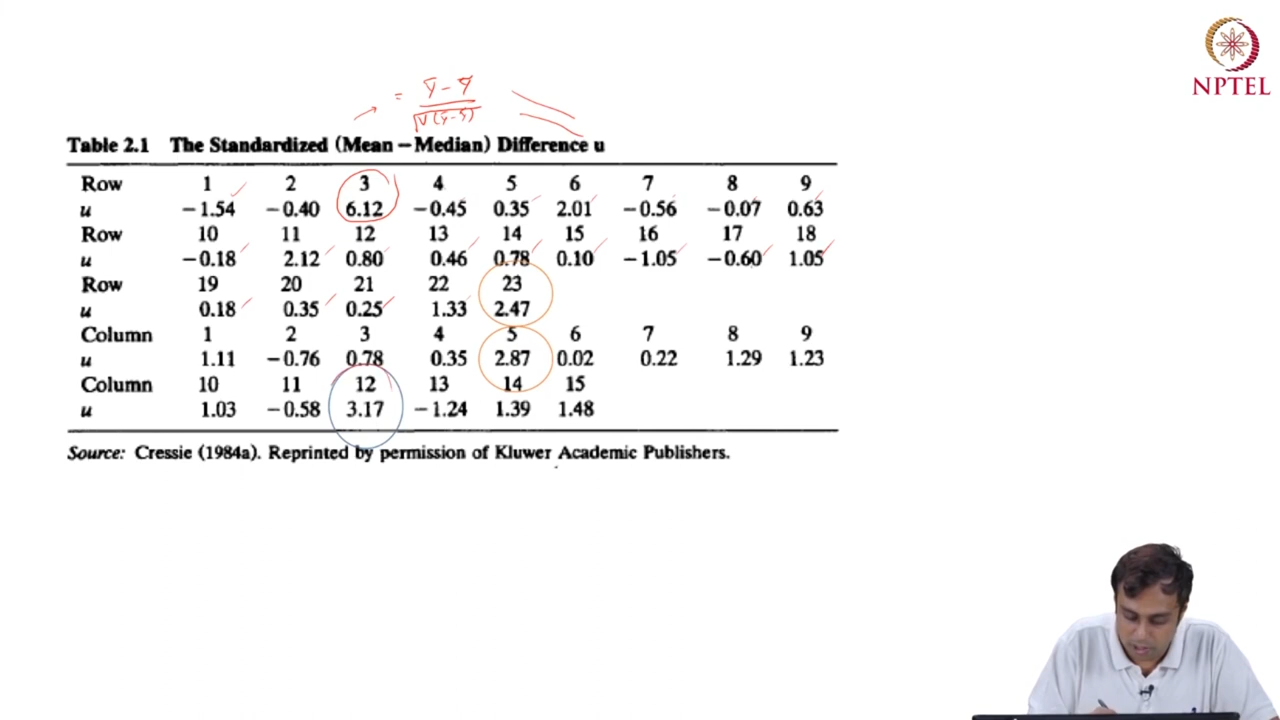 NPTEL
= Ȳ - Ỹ
√V(Ȳ-Ỹ)
Table 2.1 The Standardized (Mean – Median) Difference u
Row 1 2 3 4 5 6 7 8 9
u −1.54 −0.40 6.12 −0.45 0.35 2.01 −0.56 −0.07 0.63
Row 10 11 12 13 14 15 16 17 18
u −0.18 2.12 0.80 0.46 0.78 0.10 −1.05 −0.60 1.05
Row 19 20 21 22 23
u 0.18 0.35 0.25 1.33 2.47
Column 1 2 3 4 5 6 7 8 9
u 1.11 −0.76 0.78 0.35 2.87 0.02 0.22 1.29 1.23
Column 10 11 12 13 14 15
u 1.03 −0.58 3.17 −1.24 1.39 1.48
Source: Cressie (1984a). Reprinted by permission of Kluwer Academic Publishers.